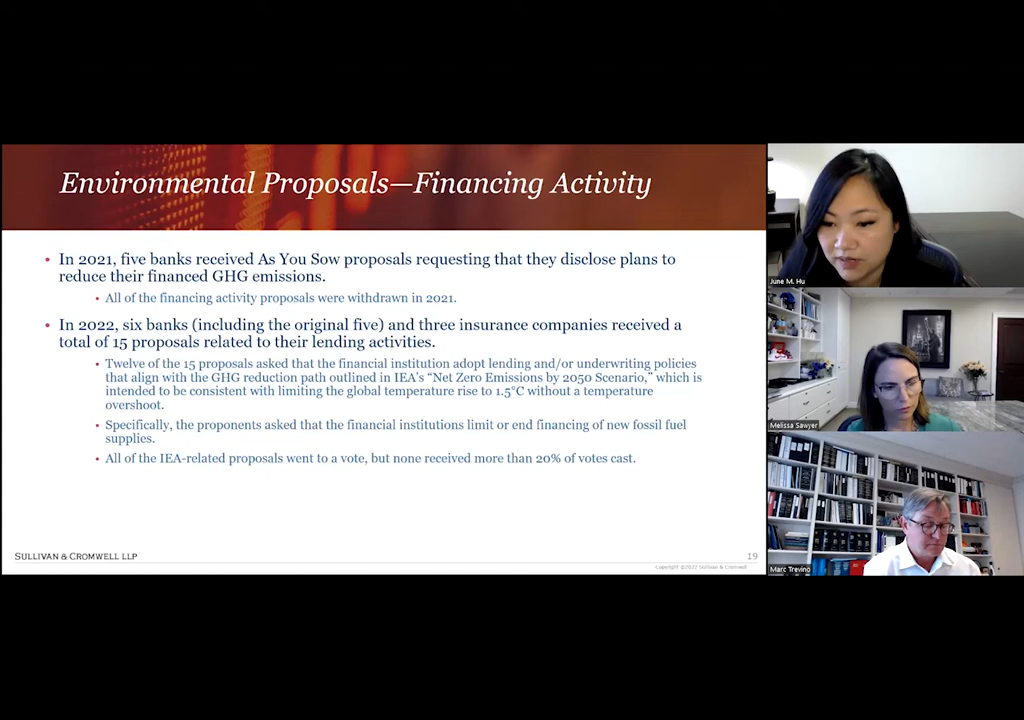 Environmental Proposals—Financing Activity
• In 2021, five banks received As You Sow proposals requesting that they disclose plans to
reduce their financed GHG emissions.
• All of the financing activity proposals were withdrawn in 2021.
• In 2022, six banks (including the original five) and three insurance companies received a
total of 15 proposals related to their lending activities.
• Twelve of the 15 proposals asked that the financial institution adopt lending and/or underwriting policies
that align with the GHG reduction path outlined in IEA's “Net Zero Emissions by 2050 Scenario,” which is
intended to be consistent with limiting the global temperature rise to 1.5°C without a temperature
overshoot.
• Specifically, the proponents asked that the financial institutions limit or end financing of new fossil fuel
supplies.
• All of the IEA-related proposals went to a vote, but none received more than 20% of votes cast.
SULLIVAN & CROMWELL LLP
19
Copyright ©2022 Sullivan & Cromwell
June M. Hu
Melissa Sawyer
Marc Trevino